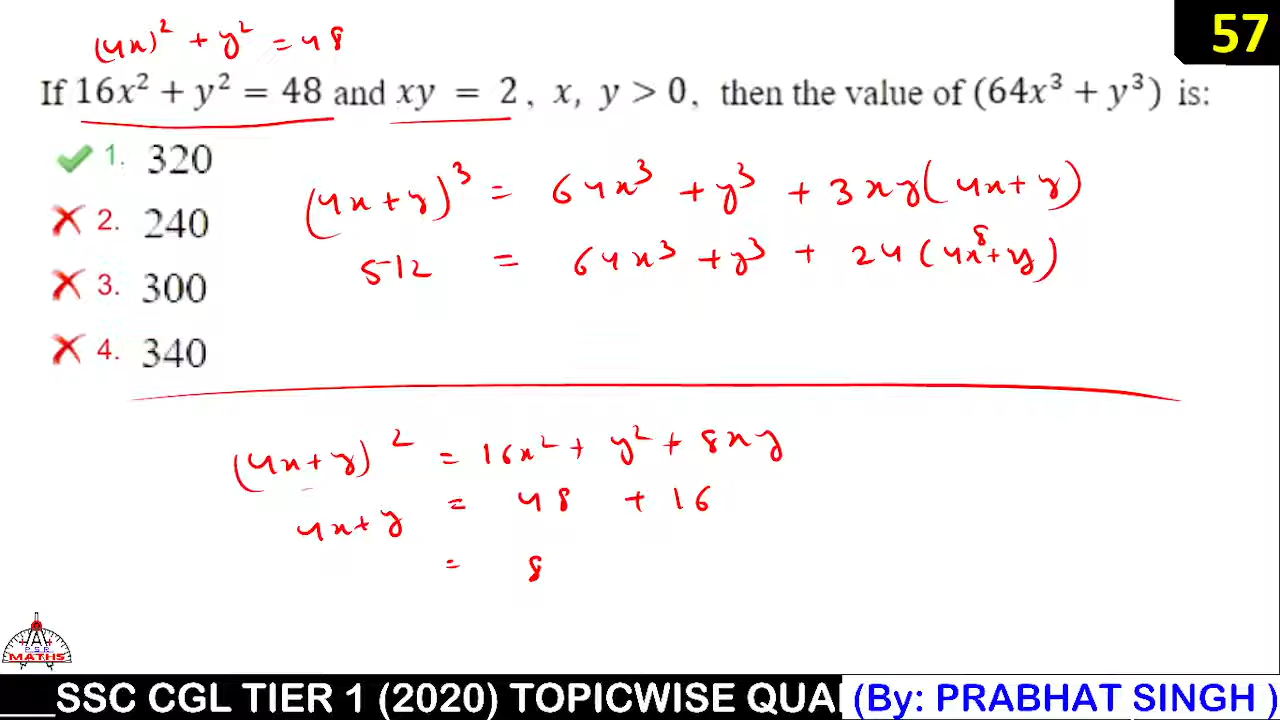 57
(4x)² + y² = 48
If 16x² + y² = 48 and xy = 2, x, y > 0, then the value of (64x³ + y³) is:
1. 320
2. 240
3. 300
4. 340
(4x+y)³ = 64x³ + y³ + 3xy(4x+y)
512 = 64x³ + y³ + 24(4x+y)
8
(4x+y)² = 16x² + y² + 8xy
4x+y = 48 + 16
= 8
P S R
MATHS
SSC CGL TIER 1 (2020) TOPICWISE QUA (By: PRABHAT SINGH )